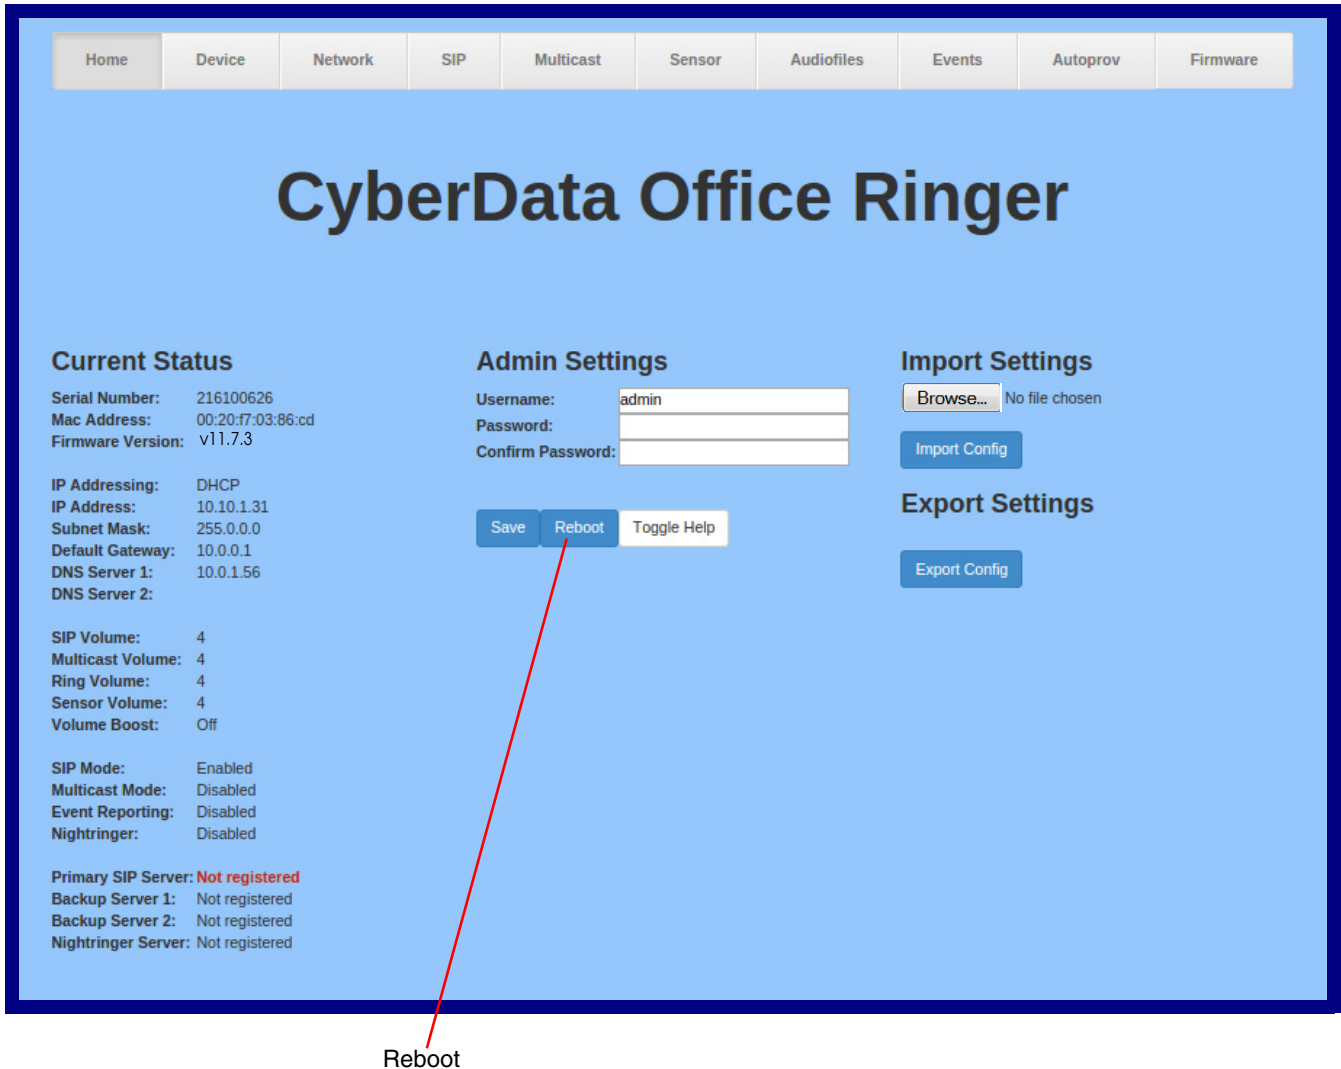 Home Device Network SIP Multicast Sensor Audiofiles Events Autoprov Firmware
CyberData Office Ringer
Current Status
Serial Number: 216100626
Mac Address: 00:20:f7:03:86:cd
Firmware Version: v11.7.3
IP Addressing: DHCP
IP Address: 10.10.1.31
Subnet Mask: 255.0.0.0
Default Gateway: 10.0.0.1
DNS Server 1: 10.0.1.56
DNS Server 2:
SIP Volume: 4
Multicast Volume: 4
Ring Volume: 4
Sensor Volume: 4
Volume Boost: Off
SIP Mode: Enabled
Multicast Mode: Disabled
Event Reporting: Disabled
Nightringer: Disabled
Primary SIP Server: Not registered
Backup Server 1: Not registered
Backup Server 2: Not registered
Nightringer Server: Not registered
Admin Settings
Username: admin
Password:
Confirm Password:
Save Reboot Toggle Help
Import Settings
Browse... No file chosen
Import Config
Export Settings
Export Config
Reboot